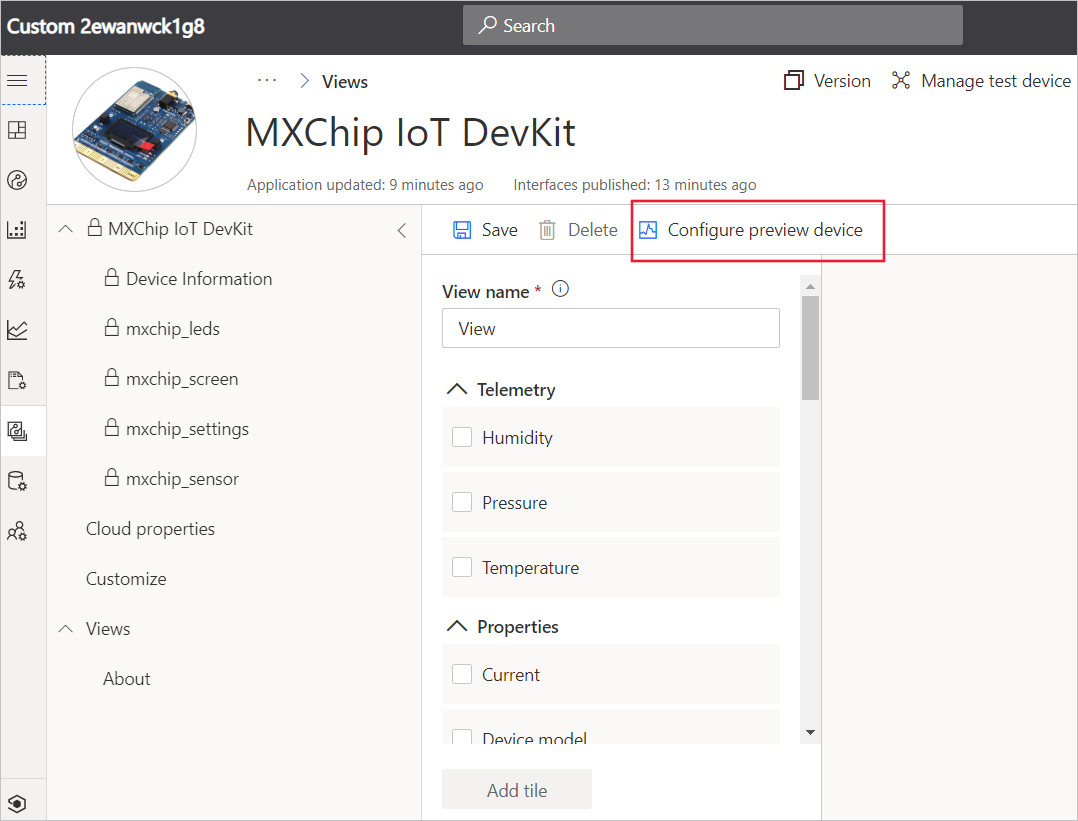 Custom 2ewanwck1g8
Search
··· > Views
Version
Manage test device
MXChip IoT DevKit
Application updated: 9 minutes ago
Interfaces published: 13 minutes ago
MXChip IoT DevKit
Device Information
mxchip_leds
mxchip_screen
mxchip_settings
mxchip_sensor
Cloud properties
Customize
Views
About
Save
Delete
Configure preview device
View name *
View
Telemetry
Humidity
Pressure
Temperature
Properties
Current
Device model
Add tile